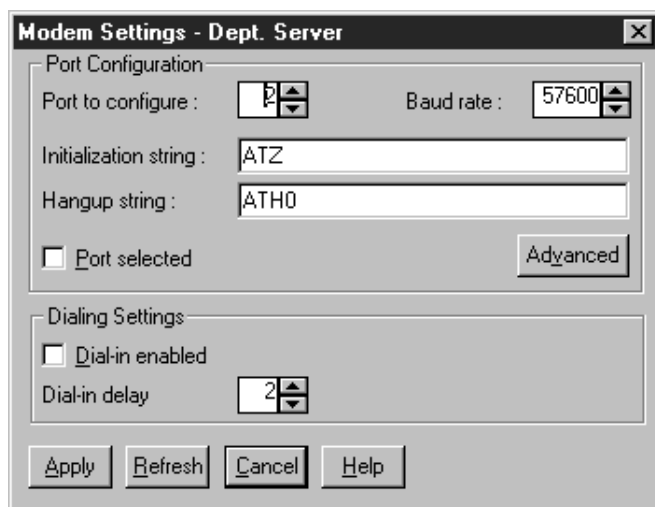 Modem Settings - Dept. Server
Port Configuration
Port to configure : 2 Baud rate : 57600
Initialization string : ATZ
Hangup string : ATH0
Port selected Advanced
Dialing Settings
Dial-in enabled
Dial-in delay 2
Apply Refresh Cancel Help